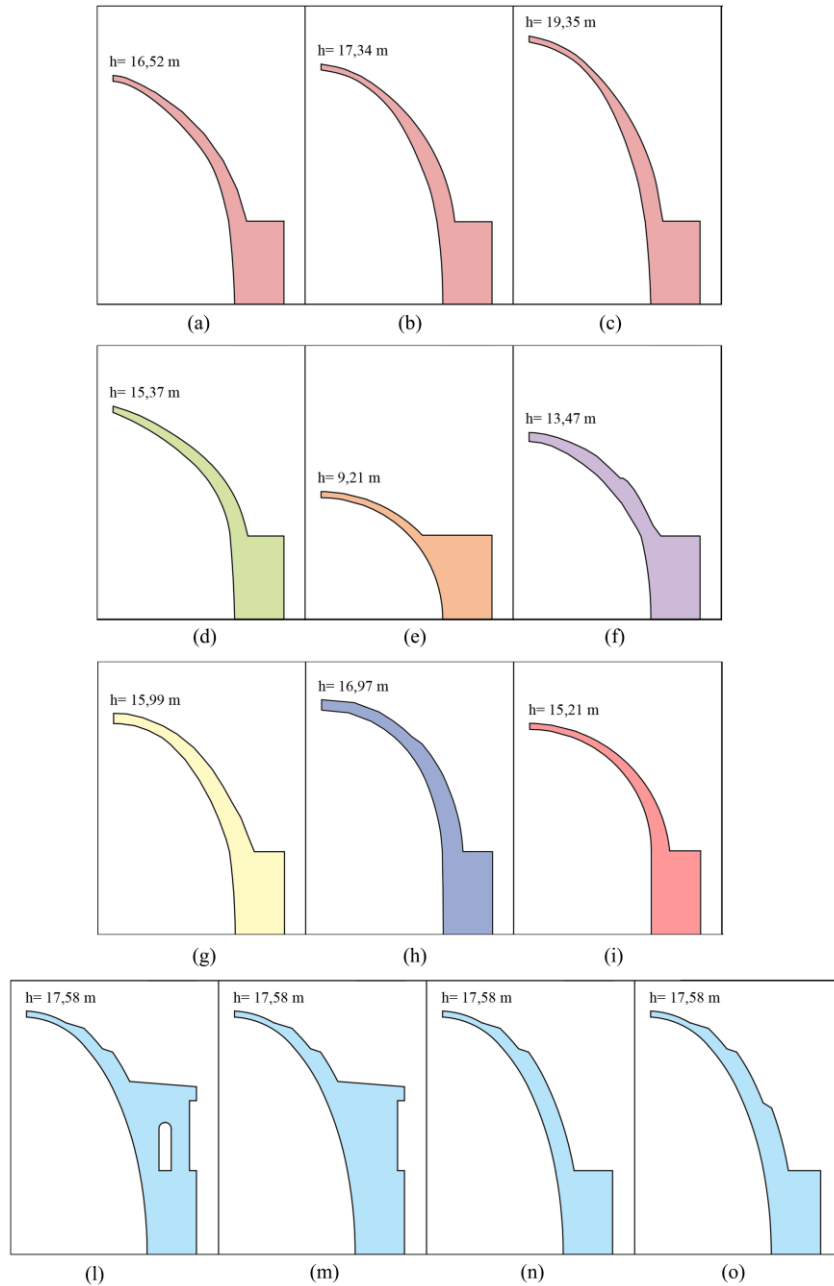 h= 16,52 m
h= 17,34 m
h= 19,35 m
(a)
(b)
(c)
h= 15,37 m
h= 9,21 m
h= 13,47 m
(d)
(e)
(f)
h= 15,99 m
h= 16,97 m
h= 15,21 m
(g)
(h)
(i)
h= 17,58 m
h= 17,58 m
h= 17,58 m
h= 17,58 m
(l)
(m)
(n)
(o)